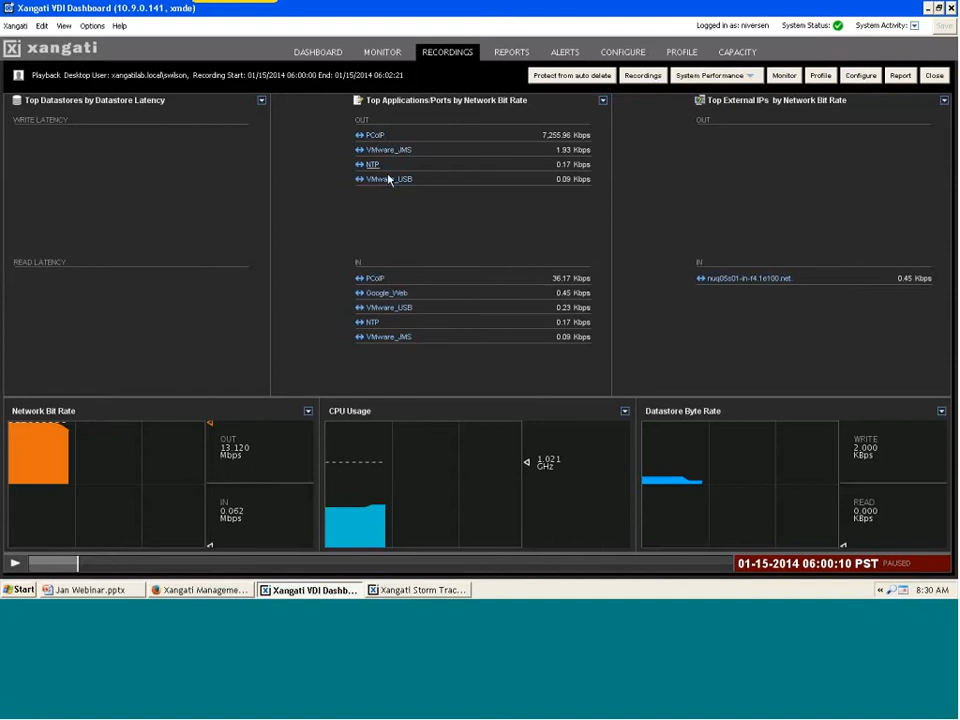 Xangati VDI Dashboard (10.9.0.141, xmde)
Xangati Edit View Options Help Logged in as: niversen System Status: System Activity: Save
xangati DASHBOARD MONITOR RECORDINGS REPORTS ALERTS CONFIGURE PROFILE CAPACITY
Playback Desktop User: xangatilab.local\swilson, Recording Start: 01/15/2014 06:00:00 End: 01/15/2014 06:02:21 Protect from auto delete Recordings System Performance Monitor Profile Configure Report Close
Top Datastores by Datastore Latency
WRITE LATENCY
READ LATENCY
Top Applications/Ports by Network Bit Rate
OUT
PCoIP 7,255.96 Kbps
VMware_JMS 1.93 Kbps
NTP 0.17 Kbps
VMware_USB 0.09 Kbps
IN
PCoIP 36.17 Kbps
Google_Web 0.45 Kbps
VMware_USB 0.23 Kbps
NTP 0.17 Kbps
VMware_JMS 0.09 Kbps
Top External IPs by Network Bit Rate
OUT
IN
nuq05s01-in-f4.1e100.net. 0.45 Kbps
Network Bit Rate
OUT
13.120
Mbps
IN
0.062
Mbps
CPU Usage
1.021
GHz
Datastore Byte Rate
WRITE
2.000
KBps
READ
0.000
KBps
01-15-2014 06:00:10 PST PAUSED
Start Jan Webinar.pptx Xangati Manageme... Xangati VDI Dashb... Xangati Storm Trac... 8:30 AM